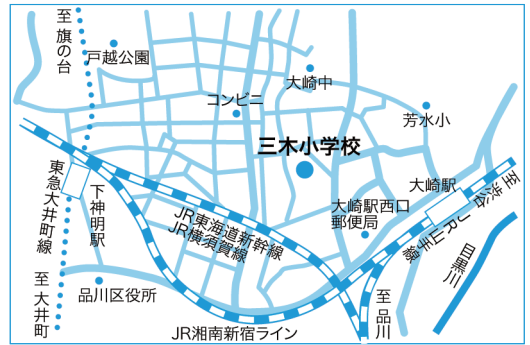 至 旗の台
戸越公園
大崎中
コンビニ
芳水小
三木小学校
大崎駅
至 渋谷
JR山手線
大崎駅西口
郵便局
目黒川
東急大井町線
下神明駅
JR東海道新幹線
JR横須賀線
至 大井町
品川区役所
至 品川
JR湘南新宿ライン